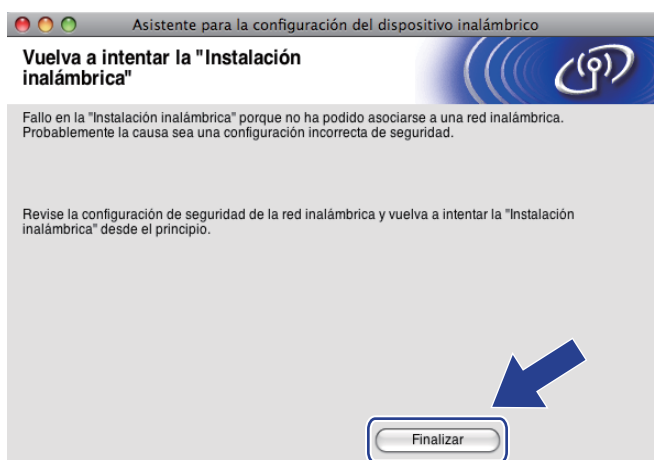 Asistente para la configuración del dispositivo inalámbrico
Vuelva a intentar la "Instalación
inalámbrica"
Fallo en la "Instalación inalámbrica" porque no ha podido asociarse a una red inalámbrica.
Probablemente la causa sea una configuración incorrecta de seguridad.
Revise la configuración de seguridad de la red inalámbrica y vuelva a intentar la "Instalación
inalámbrica" desde el principio.
Finalizar